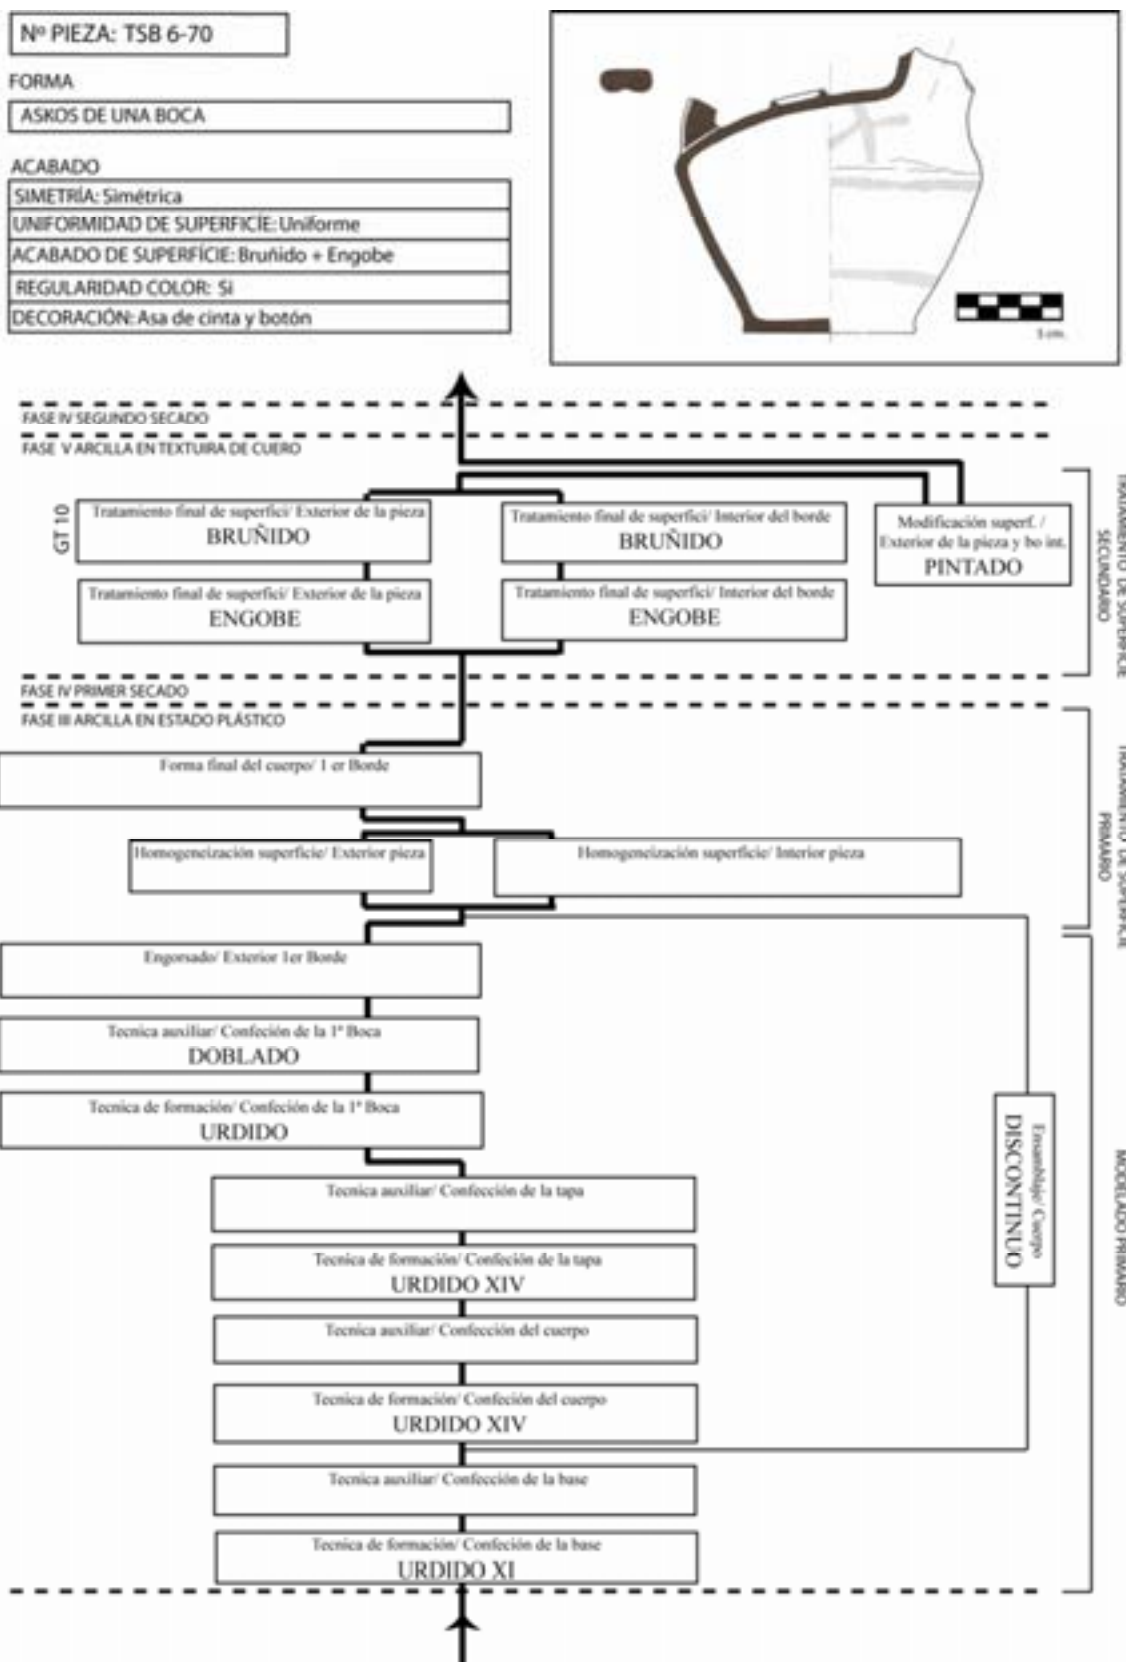 Nº PIEZA: TSB 6-70
FORMA
ASKOS DE UNA BOCA
ACABADO
SIMETRÍA: Simétrica
UNIFORMIDAD DE SUPERFICÍE: Uniforme
ACABADO DE SUPERFÍCIE: Bruñido + Engobe
REGULARIDAD COLOR: Si
DECORACIÓN: Asa de cinta y botón
5 cm.
FASE IV SEGUNDO SECADO
FASE V ARCILLA EN TEXTUIRA DE CUERO
GT 10
Tratamiento final de superfici/ Exterior de la pieza
BRUÑIDO
Tratamiento final de superfici/ Interior del borde
BRUÑIDO
Modificación superf. /
Exterior de la pieza y bo int.
PINTADO
Tratamiento final de superfici/ Exterior de la pieza
ENGOBE
Tratamiento final de superfici/ Interior del borde
ENGOBE
TRATAMIENTO DE SUPERFICIE
SECUNDARIO
FASE IV PRIMER SECADO
FASE III ARCILLA EN ESTADO PLÁSTICO
Forma final del cuerpo/ 1 er Borde
Homogeneización superficie/ Exterior pieza
Homogeneización superficie/ Interior pieza
TRATAMIENTO DE SUPERFICIE
PRIMARIO
Engorsado/ Exterior 1er Borde
Tecnica auxiliar/ Confeción de la 1ª Boca
DOBLADO
Tecnica de formación/ Confeción de la 1ª Boca
URDIDO
Tecnica auxiliar/ Confección de la tapa
Tecnica de formación/ Confeción de la tapa
URDIDO XIV
Tecnica auxiliar/ Confección del cuerpo
Tecnica de formación/ Confeción del cuerpo
URDIDO XIV
Tecnica auxiliar/ Confección de la base
Tecnica de formación/ Confeción de la base
URDIDO XI
Ensamblaje/ Cuerpo
DISCONTINUO
MODELADO PRIMARIO